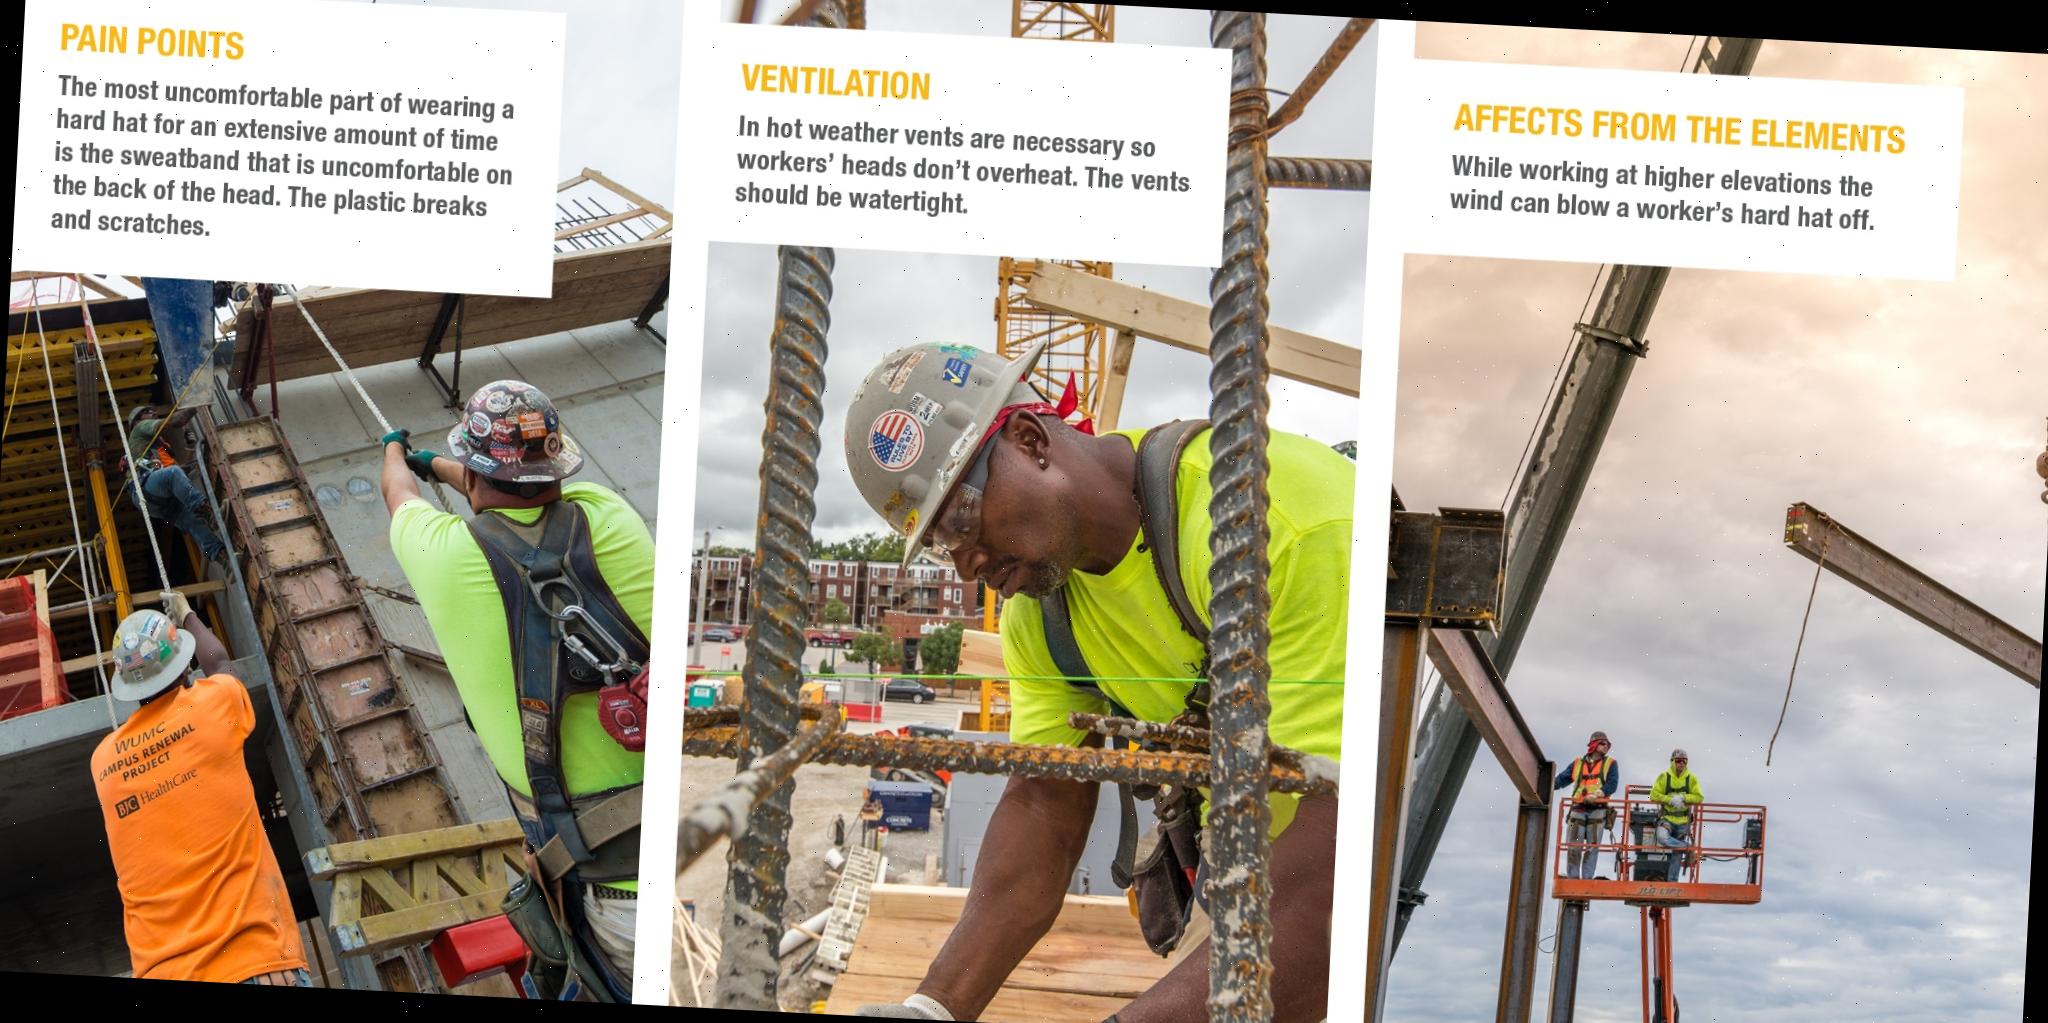 PAIN POINTS
The most uncomfortable part of wearing a
hard hat for an extensive amount of time
is the sweatband that is uncomfortable on
the back of the head. The plastic breaks
and scratches.
VENTILATION
In hot weather vents are necessary so
workers' heads don't overheat. The vents
should be watertight.
AFFECTS FROM THE ELEMENTS
While working at higher elevations the
wind can blow a worker's hard hat off.
WUMC
CAMPUS RENEWAL
PROJECT
BJC HealthCare
JLG LIFT